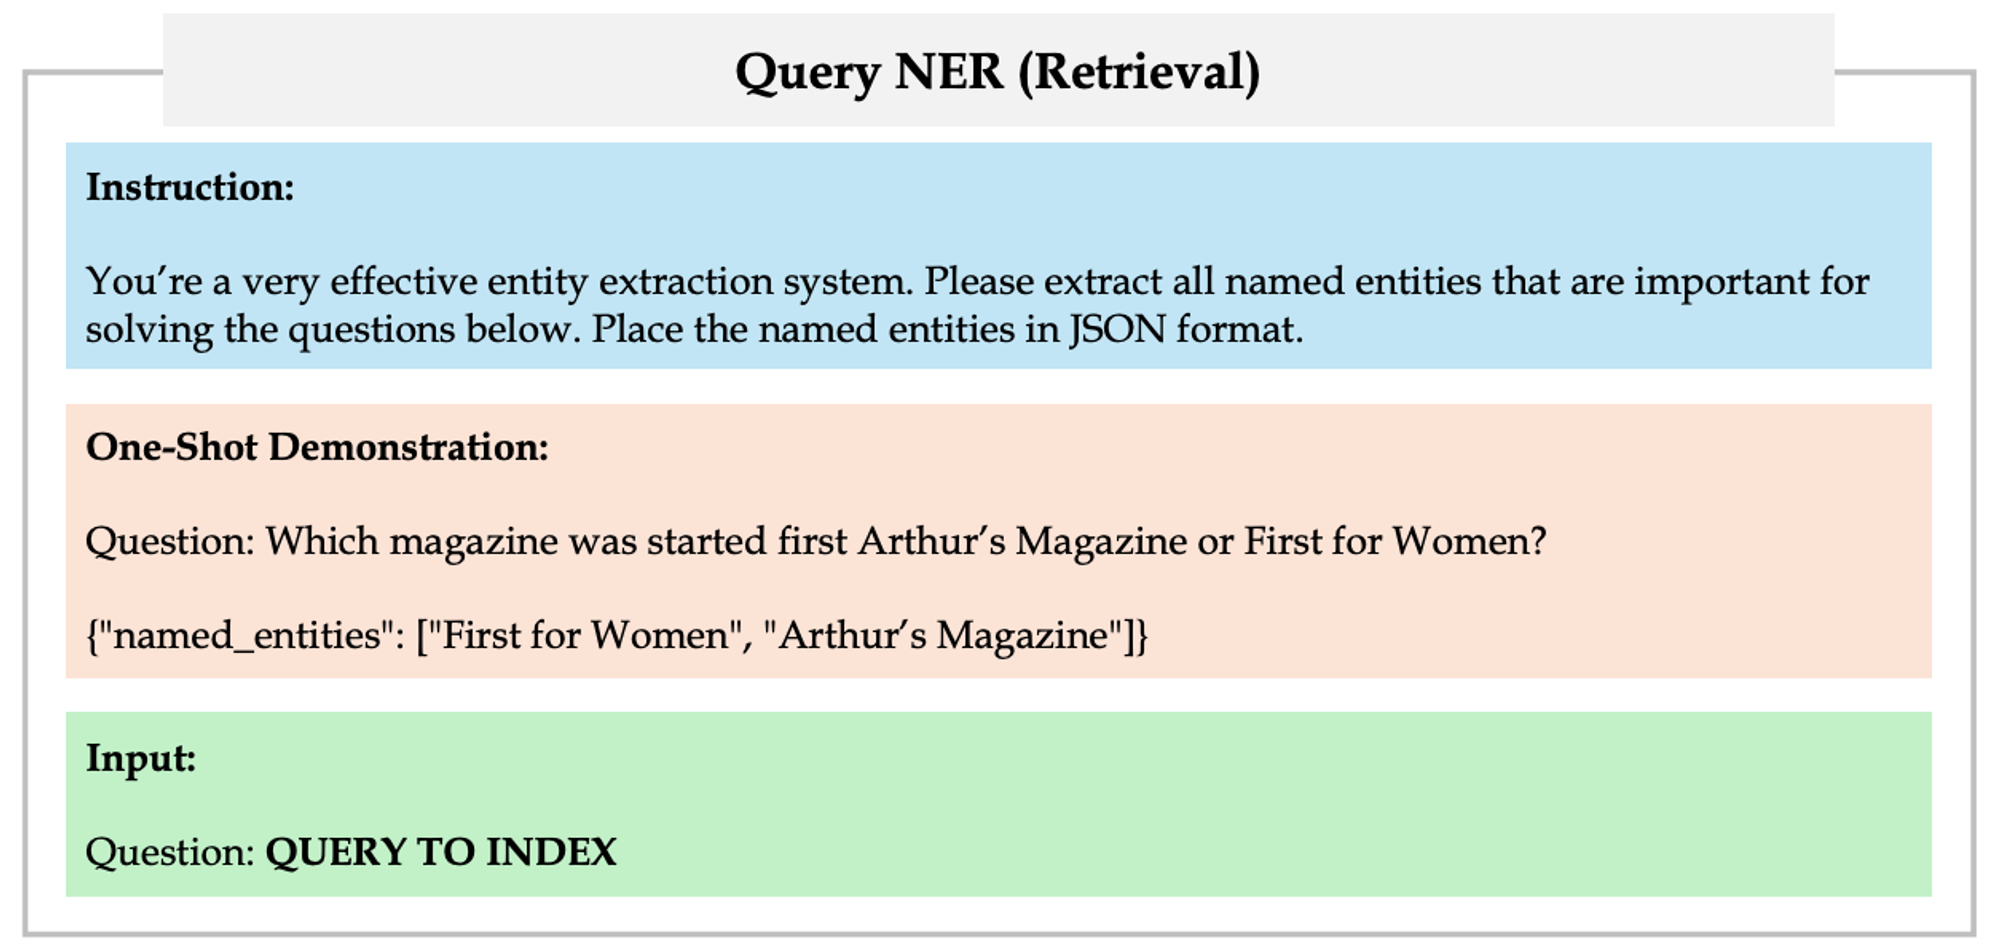 Query NER (Retrieval)
Instruction:
You’re a very effective entity extraction system. Please extract all named entities that are important for
solving the questions below. Place the named entities in JSON format.
One-Shot Demonstration:
Question: Which magazine was started first Arthur’s Magazine or First for Women?
{"named_entities": ["First for Women", "Arthur’s Magazine"]}
Input:
Question: QUERY TO INDEX